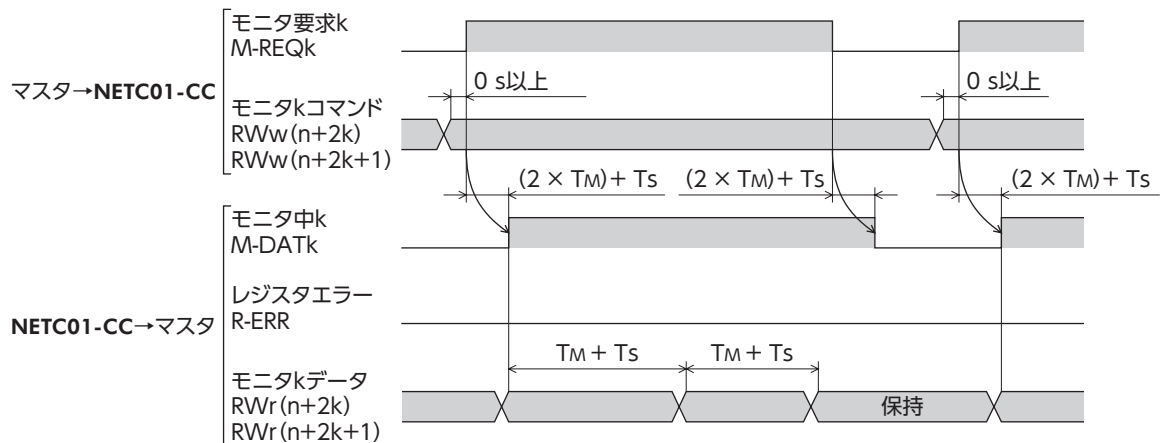 モニタ要求k
M-REQk
マスタ→NETC01-CC
0 s以上
0 s以上
モニタkコマンド
RWw(n+2k)
RWw(n+2k+1)
(2 × TM)+ Ts
(2 × TM)+ Ts
(2 × TM)+ Ts
モニタ中k
M-DATk
レジスタエラー
R-ERR
NETC01-CC→マスタ
TM + Ts
TM + Ts
モニタkデータ
RWr(n+2k)
RWr(n+2k+1)
保持